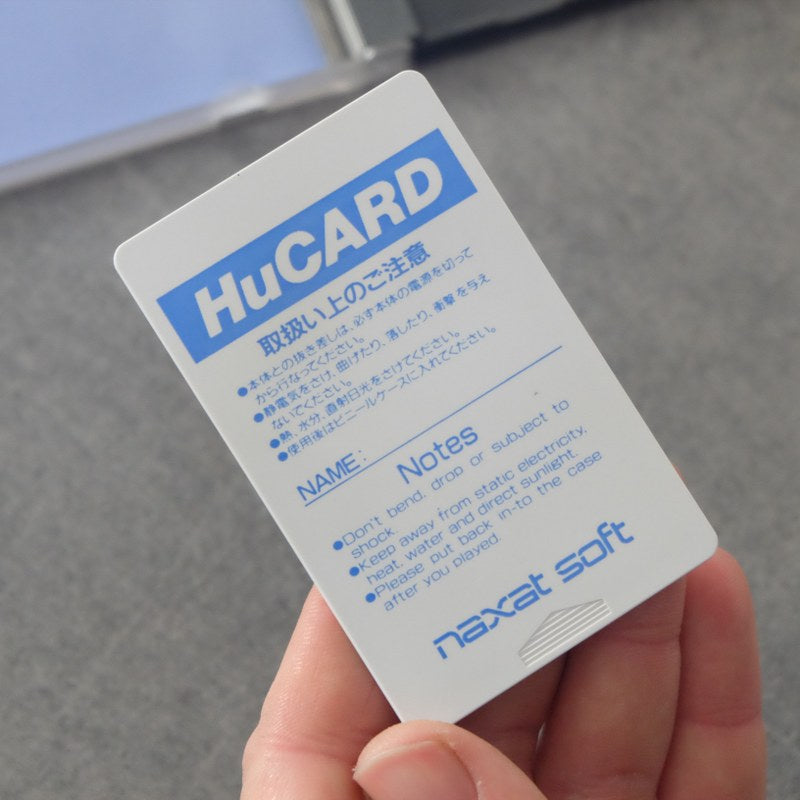 HuCARD
取扱い上のご注意
●本体との抜き差しは、必ず本体の電源を切って
から行なってください。
●静電気をさけ、曲げたり、落したり、衝撃を与え
ないでください。
●熱、水分、直射日光をさけてください。
●使用後はビニールケースに入れてください。
NAME:
Notes
●Don't bend, drop or subject to
shock.
●Keep away from static electricity,
heat, water and direct sunlight.
●Please put back in-to the case
after you played.
naxat soft